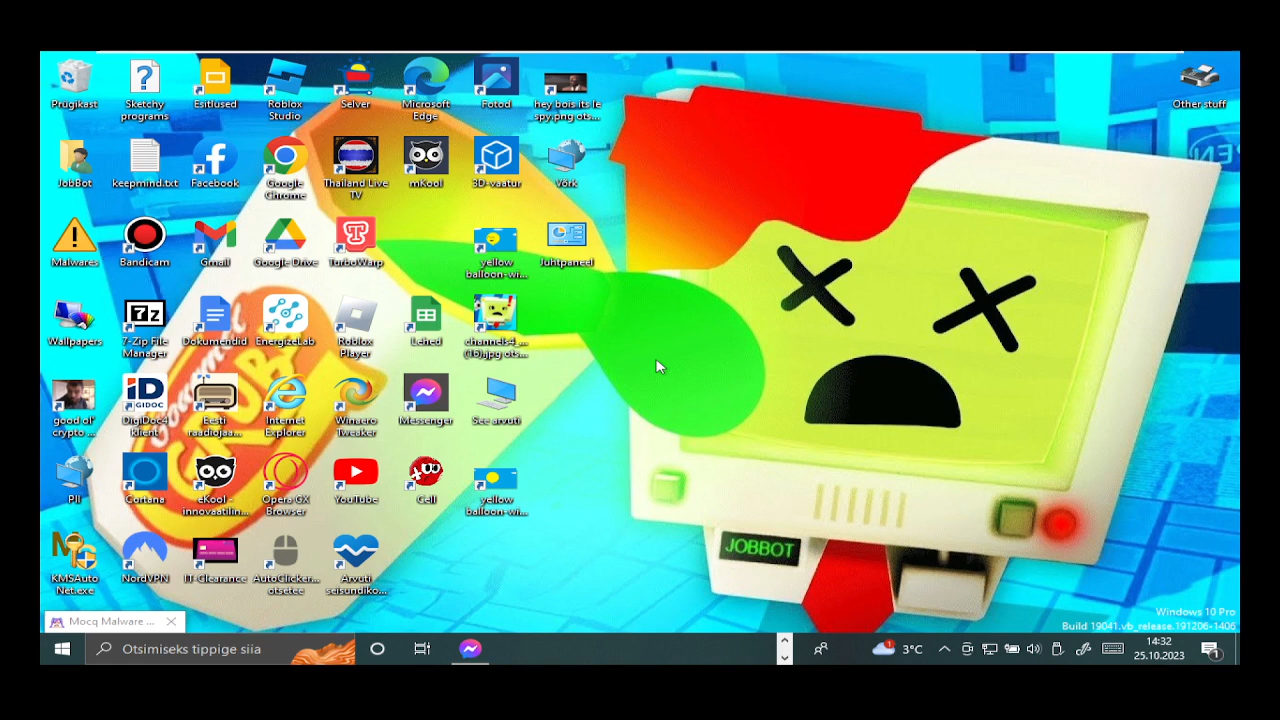 Prügikast
Sketchy
programs
Esitlused
Roblox
Studio
Selver
Microsoft
Edge
Fotod
hey bois its le
spy.png ots...
Other stuff
JobBot
keepmind.txt
Facebook
Google
Chrome
Thailand Live
TV
mKool
3D-vaatur
Võrk
Malwares
Bandicam
Gmail
Google Drive
TurboWarp
yellow
balloon-wi...
Juhtpaneel
Wallpapers
7z
7-Zip File
Manager
Dokumendid
EnergizeLab
Roblox
Player
Lehed
channels4_...
(16).jpg ots...
good ol'
crypto ...
iD
DigiDoc4
klient
Eesti
raadiojaa...
Internet
Explorer
Winaero
Tweaker
Messenger
See arvuti
Pii
Cortana
eKool -
innovaatilin...
Opera GX
Browser
YouTube
Cell
yellow
balloon-wi...
KMSAuto
Net.exe
NordVPN
IT-Clearance
AutoClicker...
otsetee
Arvuti
seisundiko...
JOBBOT
Mocq Malware ...
Windows 10 Pro
Build 19041.vb_release.191206-1406
Otsimiseks tippige siia
3°C
14:32
25.10.2023